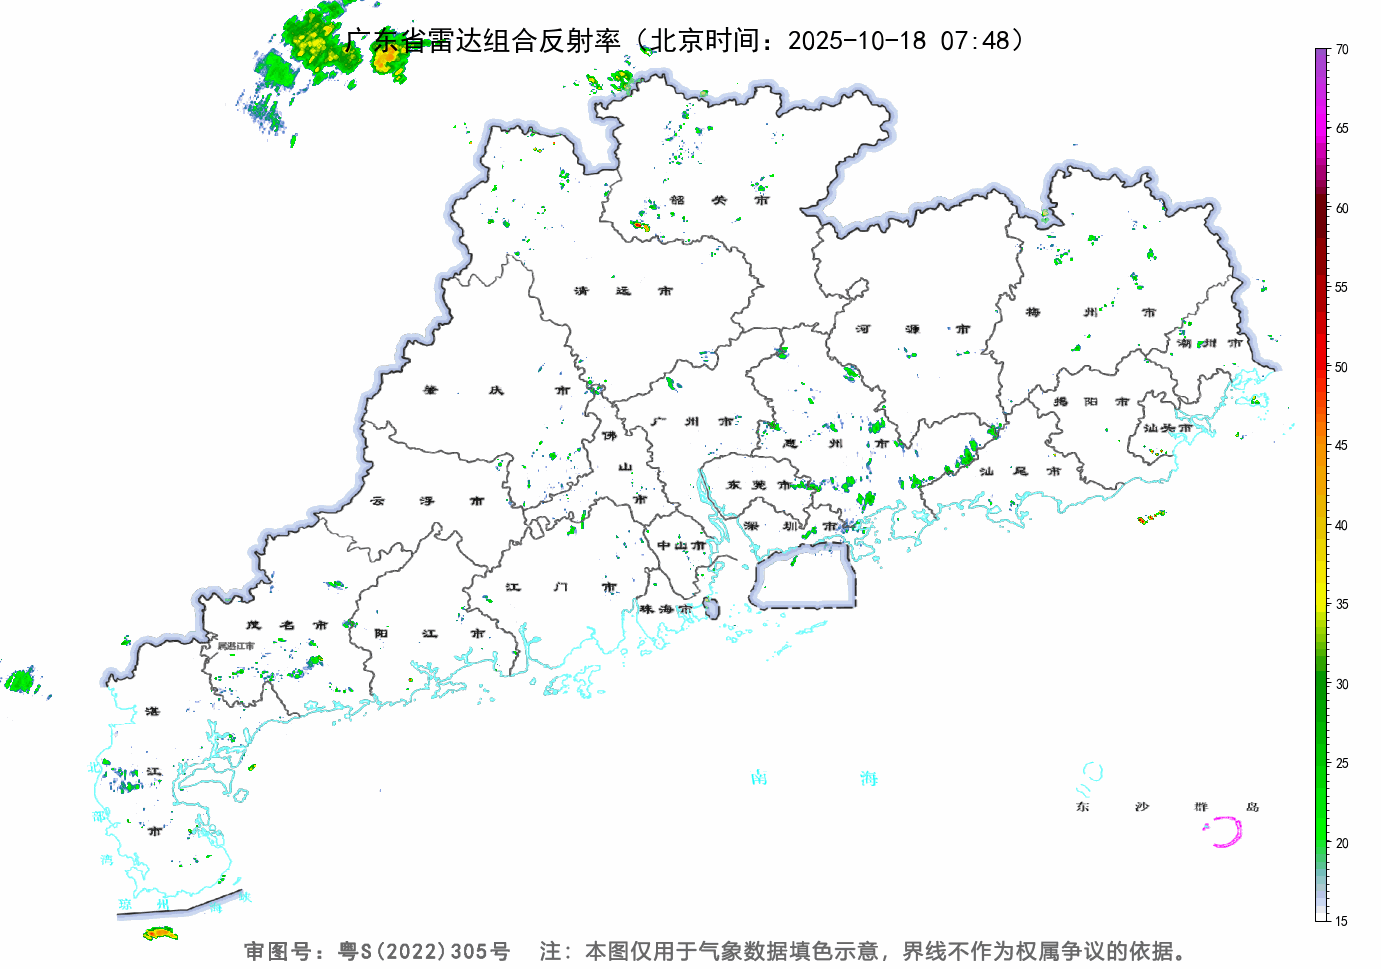 广东省雷达组合反射率（北京时间：2025-10-18 07:48）
70
65
60
55
50
45
40
35
30
25
20
15
韶关市
清远市
河源市
梅州市
潮州市
肇庆市
广州市
惠州市
揭阳市
汕头市
汕尾市
佛山市
云浮市
东莞市
深圳市
中山市
江门市
珠海市
茂名市
阳江市
属湛江市
湛江市
北部湾
琼州海峡
南海
东沙群岛
审图号：粤S(2022)305号 注：本图仅用于气象数据填色示意，界线不作为权属争议的依据。